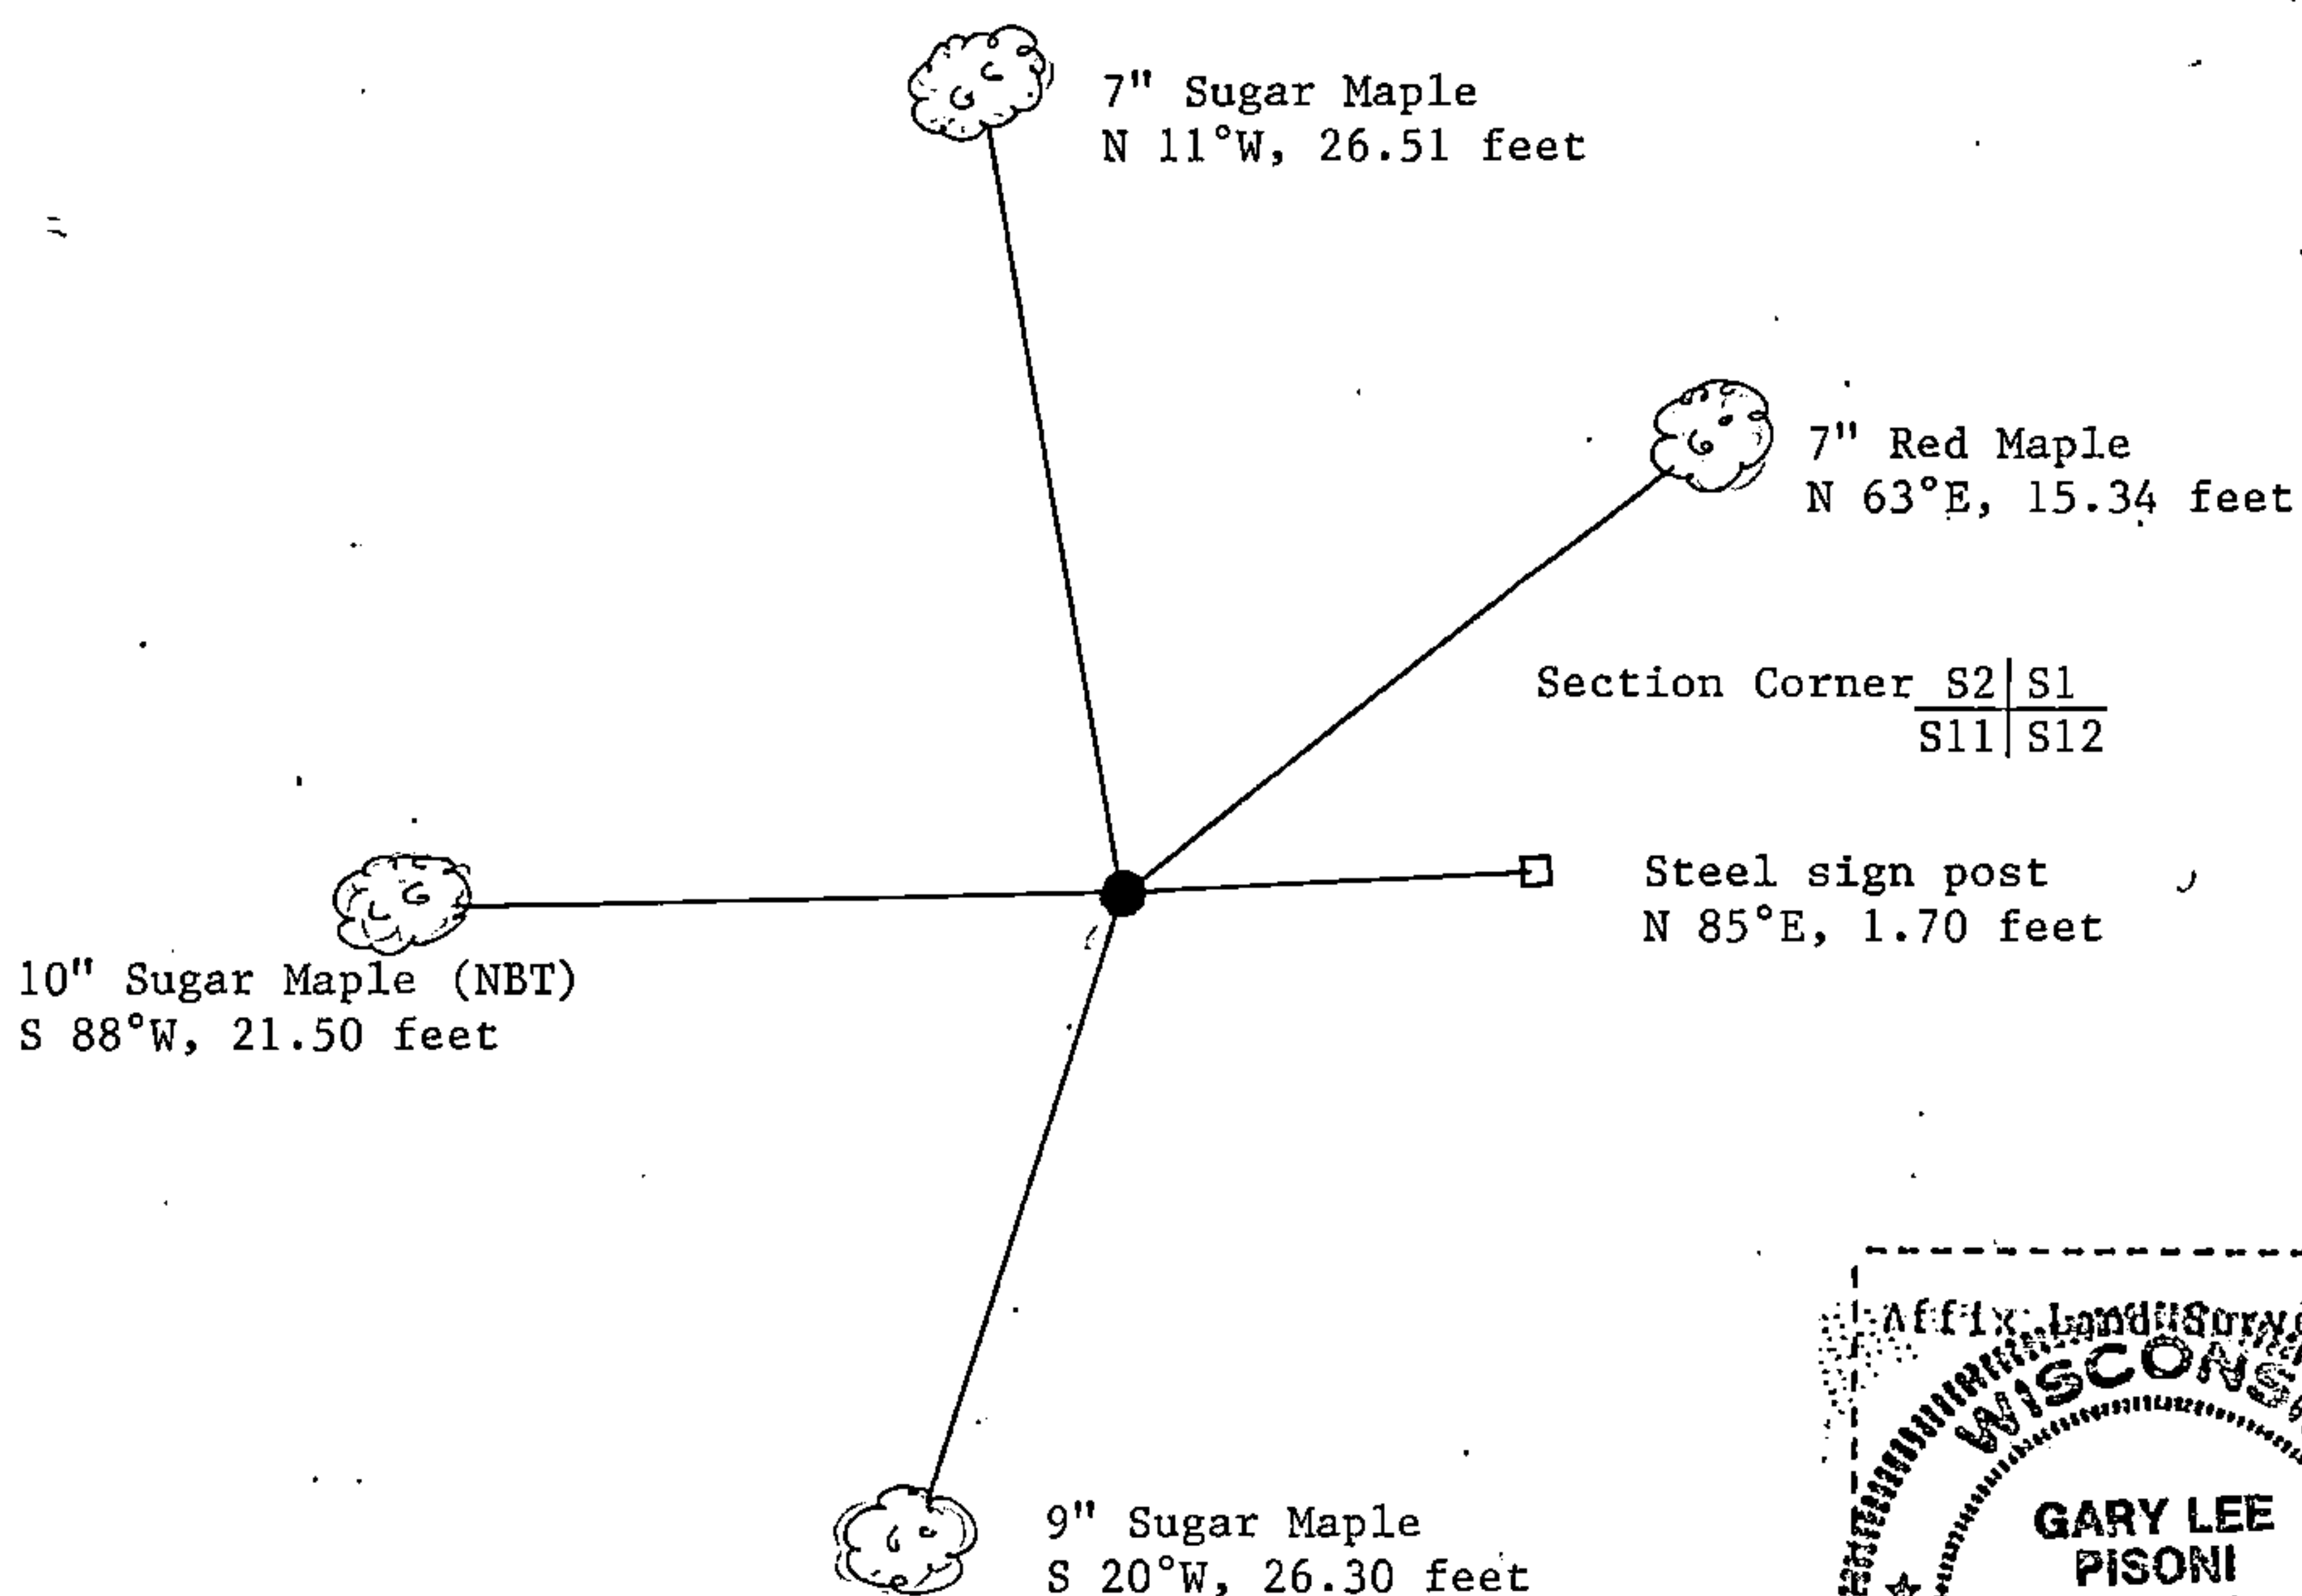 7" Sugar Maple
N 11°W, 26.51 feet
7" Red Maple
N 63°E, 15.34 feet
Section Corner S2 S1
S11 S12
Steel sign post
N 85°E, 1.70 feet
10" Sugar Maple (NBT)
S 88°W, 21.50 feet
9" Sugar Maple
S 20°W, 26.30 feet
Affix Land
GARY LEE
PISONI